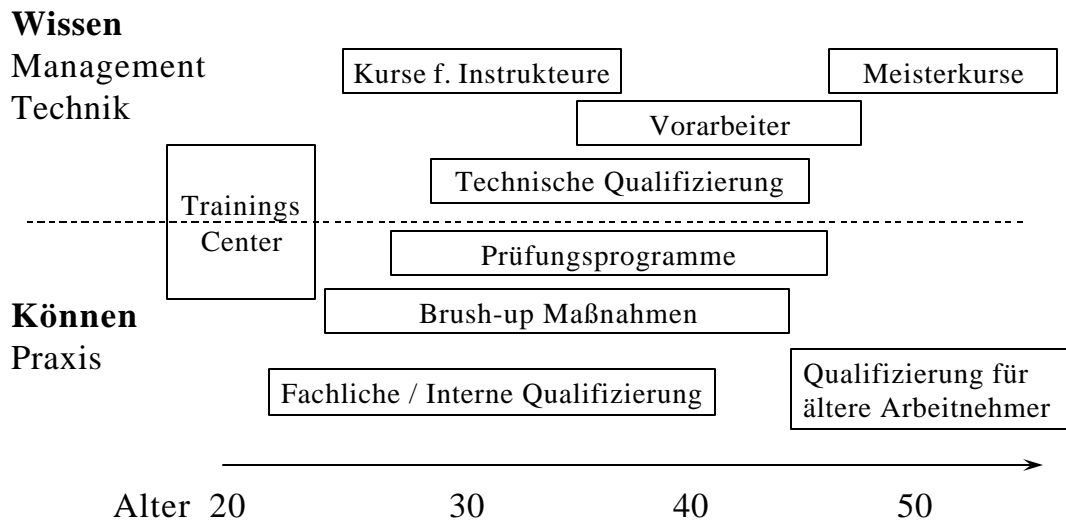 Wissen
Management
Technik
Kurse f. Instrukteure
Meisterkurse
Vorarbeiter
Technische Qualifizierung
Trainings
Center
Prüfungsprogramme
Brush-up Maßnahmen
Können
Praxis
Fachliche / Interne Qualifizierung
Qualifizierung für
ältere Arbeitnehmer
Alter 20 30 40 50